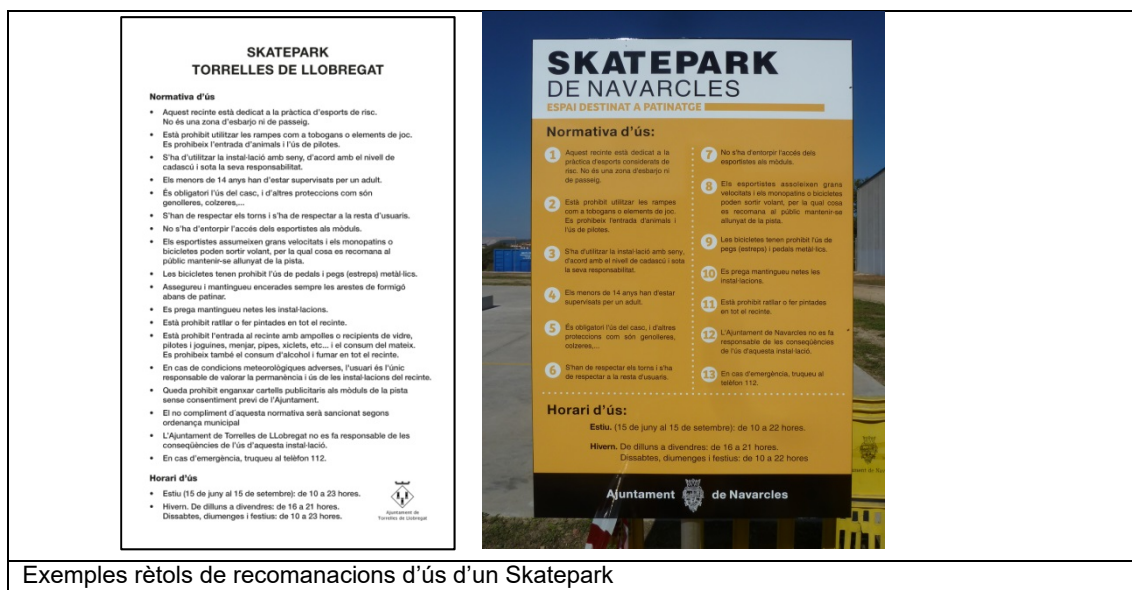 SKATEPARK
TORRELLES DE LLOBREGAT
Normativa d'ús
• Aquest recinte està dedicat a la pràctica d'esports de risc.
No és una zona d'esbarjo ni de passeig.
• Està prohibit utilitzar les rampes com a tobogans o elements de joc.
Es prohibeix l'entrada d'animals i l'ús de pilotes.
• S'ha d'utilitzar la instal·lació amb seny, d'acord amb el nivell de
cadascú i sota la seva responsabilitat.
• Els menors de 14 anys han d'estar supervisats per un adult.
• És obligatori l'ús del casc, i d'altres proteccions com són
genolleres, colzeres,...
• S'han de respectar els torns i s'ha de respectar a la resta d'usuaris.
• No s'ha d'entorpir l'accés dels esportistes als mòduls.
• Els esportistes assumeixen grans velocitats i els monopatins o
bicicletes poden sortir volant, per la qual cosa es recomana al
públic mantenir-se allunyat de la pista.
• Les bicicletes tenen prohibit l'ús de pedals i pegs (estreps) metàl·lics.
• Assegureu i mantingueu encerades sempre les arestes de formigó
abans de patinar.
• Es prega mantingueu netes les instal·lacions.
• Està prohibit ratllar o fer pintades en tot el recinte.
• Està prohibit l'entrada al recinte amb ampolles o recipients de vidre,
pilotes i joguines, menjar, pipes, xiclets, etc... i el consum del mateix.
Es prohibeix també el consum d'alcohol i fumar en tot el recinte.
• En cas de condicions meteorològiques adverses, l'usuari és l'únic
responsable de valorar la permanència i ús de les instal·lacions del recinte.
• Queda prohibit enganxar cartells publicitaris als mòduls de la pista
sense consentiment previ de l'Ajuntament.
• El no compliment d´aquesta normativa serà sancionat segons
ordenança municipal
• L'Ajuntament de Torrelles de LLobregat no es fa responsable de les
conseqüències de l'ús d'aquesta instal·lació.
• En cas d'emergència, truqueu al telèfon 112.
Horari d'ús
• Estiu (15 de juny al 15 de setembre): de 10 a 23 hores.
• Hivern. De dilluns a divendres: de 16 a 21 hores.
Dissabtes, diumenges i festius: de 10 a 23 hores.
Ajuntament de
Torrelles de Llobregat
SKATEPARK
DE NAVARCLES
ESPAI DESTINAT A PATINATGE
Normativa d'ús:
1 Aquest recinte està dedicat a la
pràctica d'esports considerats de
risc. No és una zona d'esbarjo ni
de passeig.
2 Està prohibit utilitzar les rampes
com a tobogans o elements de joc.
Es prohibeix l'entrada d'animals i
l'ús de pilotes.
3 S'ha d'utilitzar la instal·lació amb seny,
d'acord amb el nivell de cadascú i sota
la seva responsabilitat.
4 Els menors de 14 anys han d'estar
supervisats per un adult.
5 És obligatori l'ús del casc, i d'altres
proteccions com són genolleres,
colzeres,...
6 S'han de respectar els torns i s'ha
de respectar a la resta d'usuaris.
7 No s'ha d'entorpir l'accés dels
esportistes als mòduls.
8 Els esportistes assoleixen grans
velocitats i els monopatins o bicicletes
poden sortir volant, per la qual cosa
es recomana al públic mantenir-se
allunyat de la pista.
9 Les bicicletes tenen prohibit l'ús de
pegs (estreps) i pedals metàl·lics.
10 Es prega mantingueu netes les
instal·lacions.
11 Està prohibit ratllar o fer pintades
en tot el recinte.
12 L'Ajuntament de Navarcles no es fa
responsable de les conseqüències
de l'ús d'aquesta instal·lació.
13 En cas d'emergència, truqueu al
telèfon 112.
Horari d'ús:
Estiu. (15 de juny al 15 de setembre): de 10 a 22 hores.
Hivern. De dilluns a divendres: de 16 a 21 hores.
Dissabtes, diumenges i festius: de 10 a 22 hores
Ajuntament de Navarcles
Exemples rètols de recomanacions d'ús d'un Skatepark